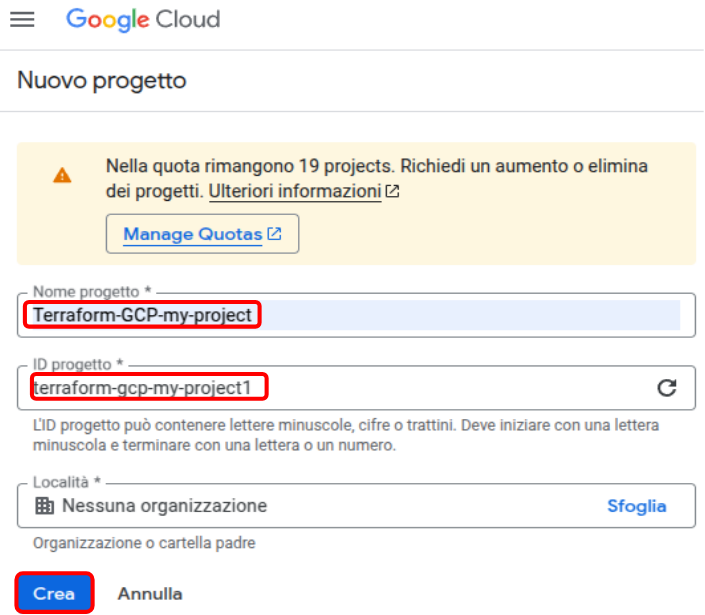 Google Cloud
Nuovo progetto
Nella quota rimangono 19 projects. Richiedi un aumento o elimina
dei progetti. Ulteriori informazioni
Manage Quotas
Nome progetto *
Terraform-GCP-my-project
ID progetto *
terraform-gcp-my-project1
L'ID progetto può contenere lettere minuscole, cifre o trattini. Deve iniziare con una lettera
minuscola e terminare con una lettera o un numero.
Località *
Nessuna organizzazione
Sfoglia
Organizzazione o cartella padre
Crea
Annulla